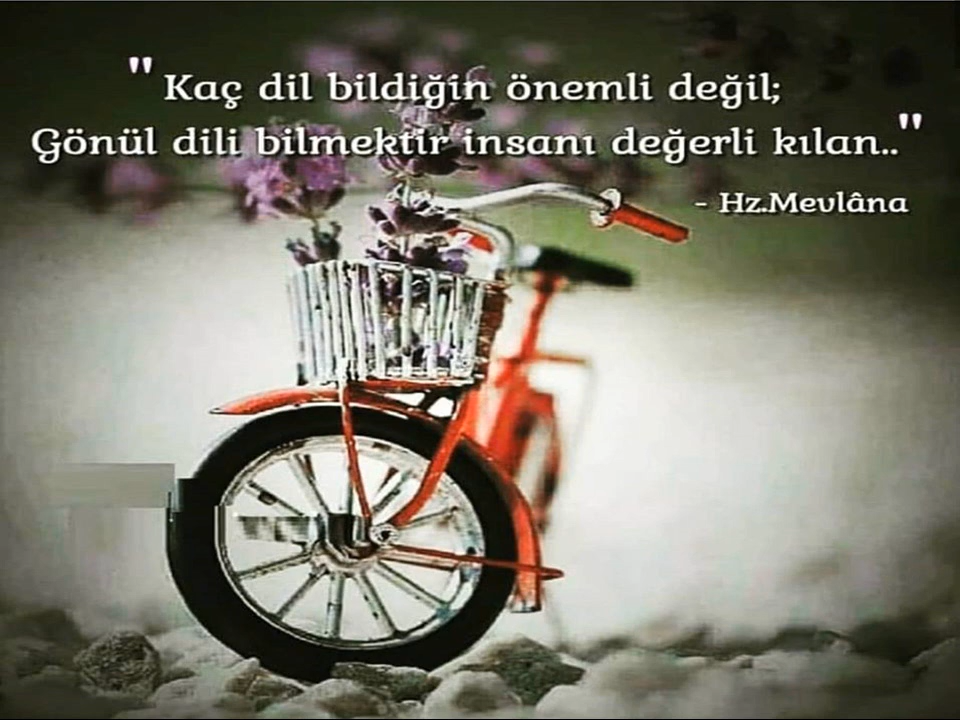 " Kaç dil bildiğin önemli değil;
Gönül dili bilmektir insanı değerli kılan.. "
- Hz.Mevlâna